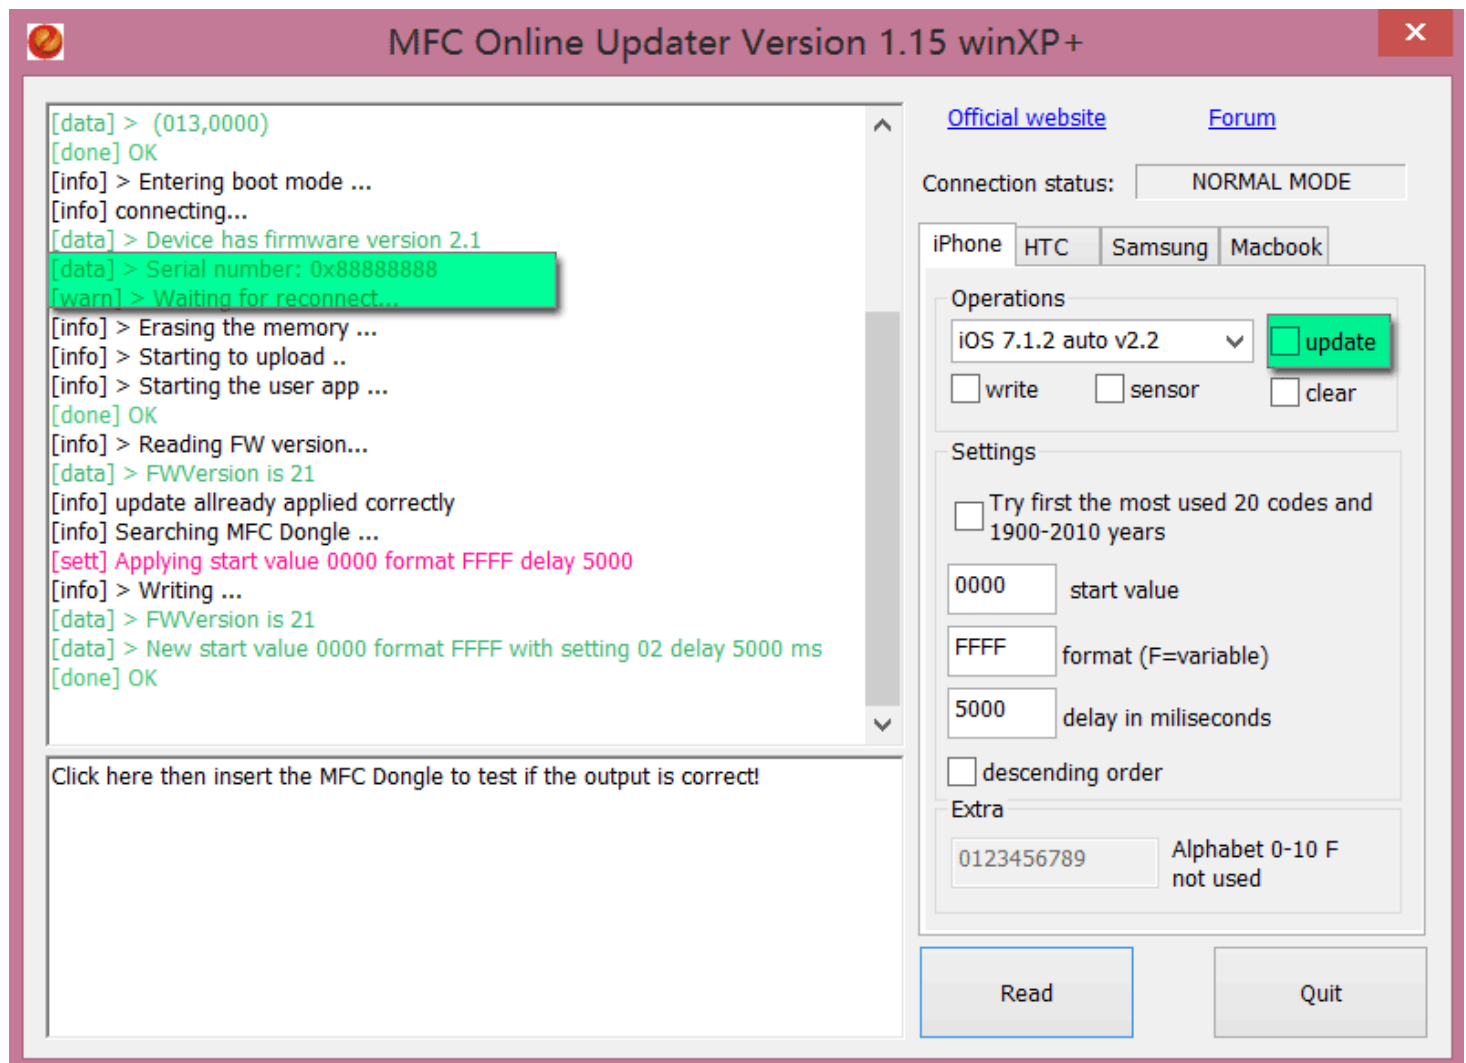 MFC Online Updater Version 1.15 winXP+
[data] >  (013,0000)
[done] OK
[info] > Entering boot mode ...
[info] connecting...
[data] > Device has firmware version 2.1
[data] > Serial number: 0x88888888
[warn] > Waiting for reconnect...
[info] > Erasing the memory ...
[info] > Starting to upload ..
[info] > Starting the user app ...
[done] OK
[info] > Reading FW version...
[data] > FWVersion is 21
[info] update allready applied correctly
[info] Searching MFC Dongle ...
[sett] Applying start value 0000 format FFFF delay 5000
[info] > Writing ...
[data] > FWVersion is 21
[data] > New start value 0000 format FFFF with setting 02 delay 5000 ms
[done] OK
Click here then insert the MFC Dongle to test if the output is correct!
Official website Forum
Connection status: NORMAL MODE
iPhone HTC Samsung Macbook
Operations
iOS 7.1.2 auto v2.2 update
write sensor clear
Settings
Try first the most used 20 codes and
1900-2010 years
0000 start value
FFFF format (F=variable)
5000 delay in miliseconds
descending order
Extra
0123456789 Alphabet 0-10 F
not used
Read Quit